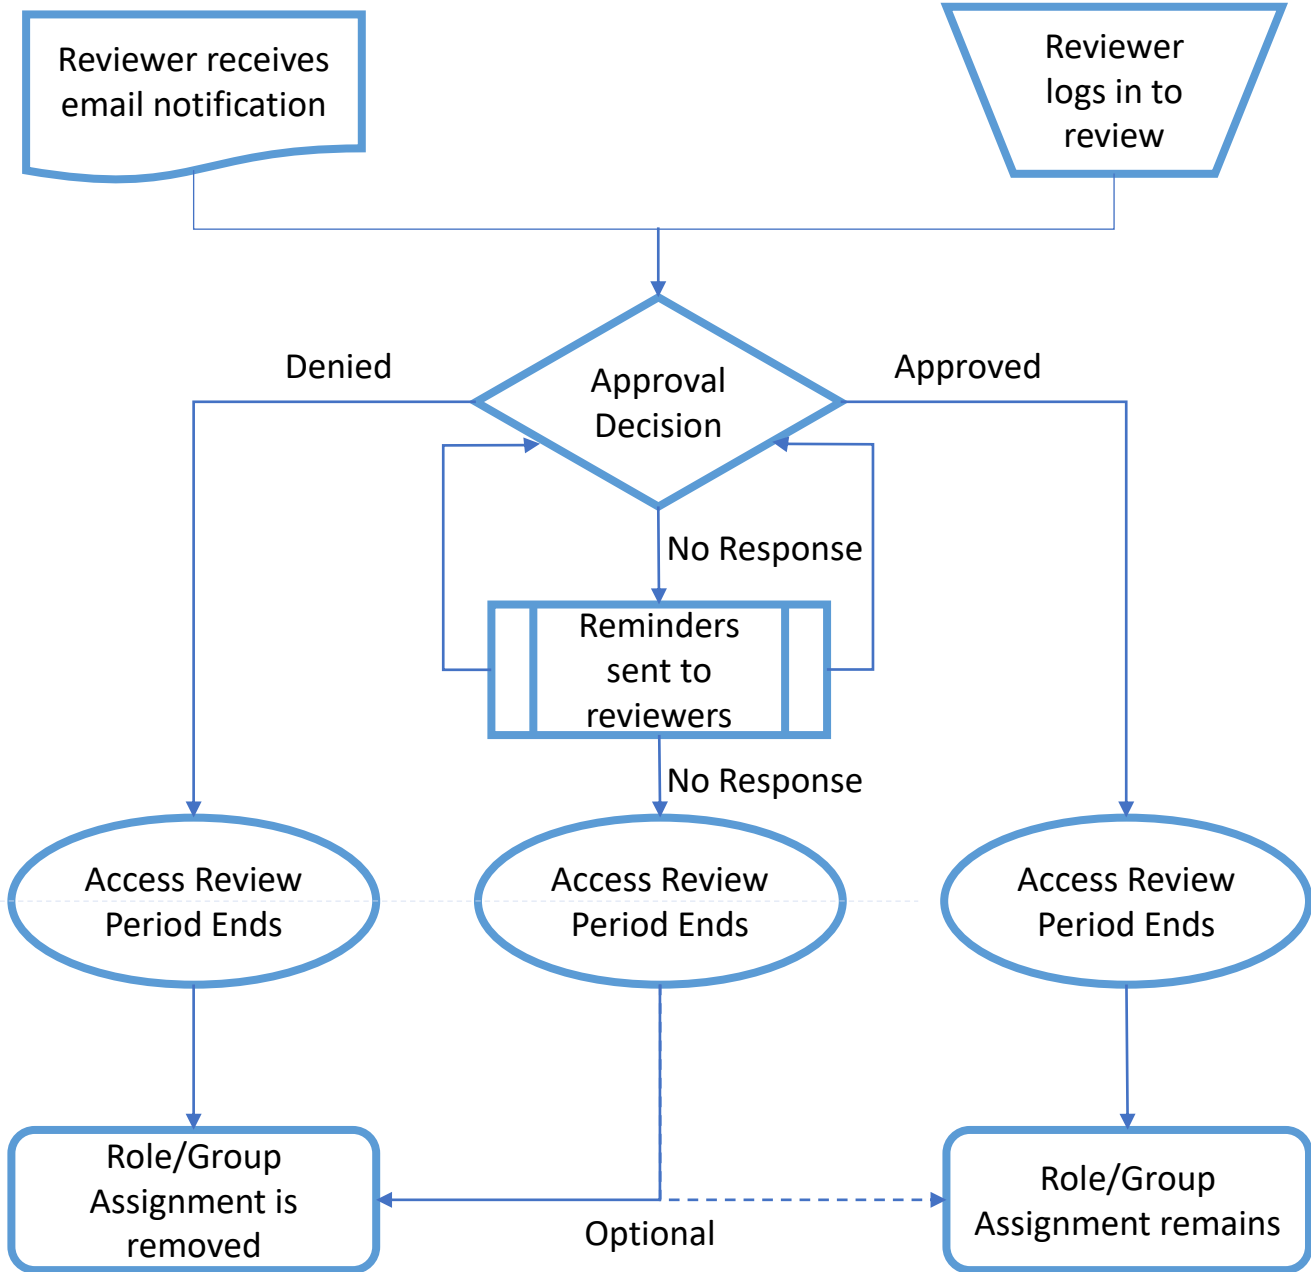 Reviewer receives
email notification
Reviewer
logs in to
review
Denied
Approval
Decision
Approved
No Response
Reminders
sent to
reviewers
No Response
Access Review
Period Ends
Access Review
Period Ends
Access Review
Period Ends
Role/Group
Assignment is
removed
Optional
Role/Group
Assignment remains